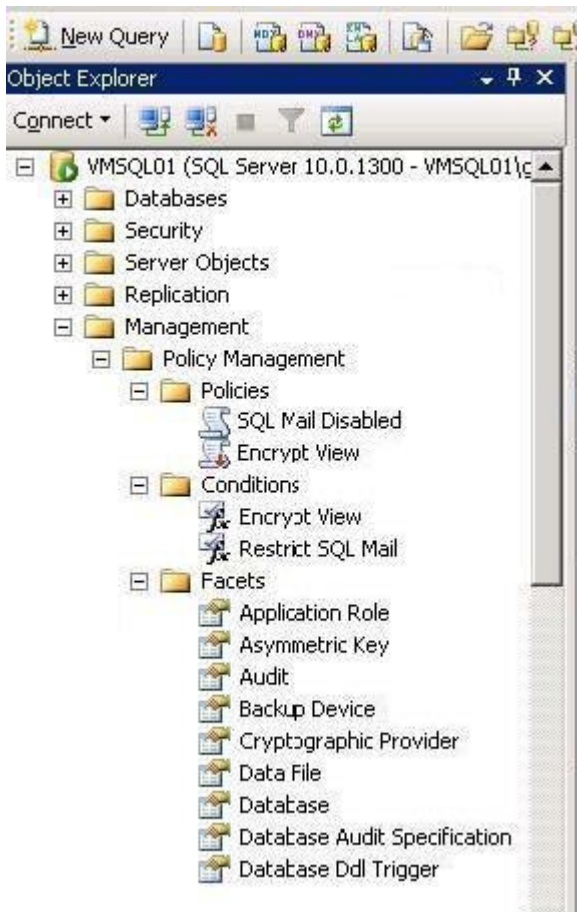 New Query
Object Explorer
Connect
VMSQL01 (SQL Server 10.0.1300 - VMSQL01\
Databases
Security
Server Objects
Replication
Management
Policy Management
Policies
SQL Mail Disabled
Encrypt View
Conditions
Encrypt View
Restrict SQL Mail
Facets
Application Role
Asymmetric Key
Audit
Backup Device
Cryptographic Provider
Data File
Database
Database Audit Specification
Database Ddl Trigger